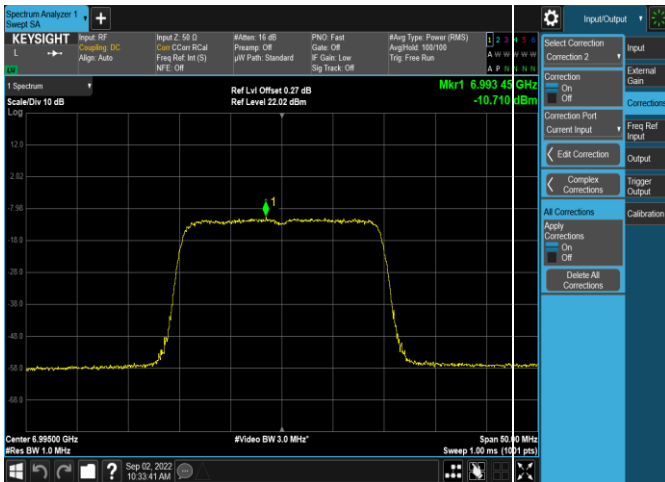 Spectrum Analyzer 1
Swept SA
+
Input/Output
KEYSIGHT
L
LV
Input: RF
Coupling: DC
Align: Auto
Input Z: 50 Ω
Corr CCorr RCal
Freq Ref: Int (S)
NFE: Off
#Atten: 16 dB
Preamp: Off
µW Path: Standard
PNO: Fast
Gate: Off
IF Gain: Low
Sig Track: Off
#Avg Type: Power (RMS)
Avg|Hold: 100/100
Trig: Free Run
1 2 3 4 5 6
A W W W W W
A P N N N N
1 Spectrum
Scale/Div 10 dB
Log
Ref Lvl Offset 0.27 dB
Ref Level 22.02 dBm
Mkr1 6.993 45 GHz
-10.710 dBm
12.0
2.02
-7.98
-18.0
-28.0
-38.0
-48.0
-58.0
-68.0
1
Center 6.99500 GHz
#Res BW 1.0 MHz
#Video BW 3.0 MHz*
Span 50.00 MHz
Sweep 1.00 ms (1001 pts)
Sep 02, 2022
10:33:41 AM
Select Correction
Correction 2
Correction
On
Off
Correction Port
Current Input
Edit Correction
Complex
Corrections
All Corrections
Apply
Corrections
On
Off
Delete All
Corrections
Input
External
Gain
Corrections
Freq Ref
Input
Output
Trigger
Output
Calibration